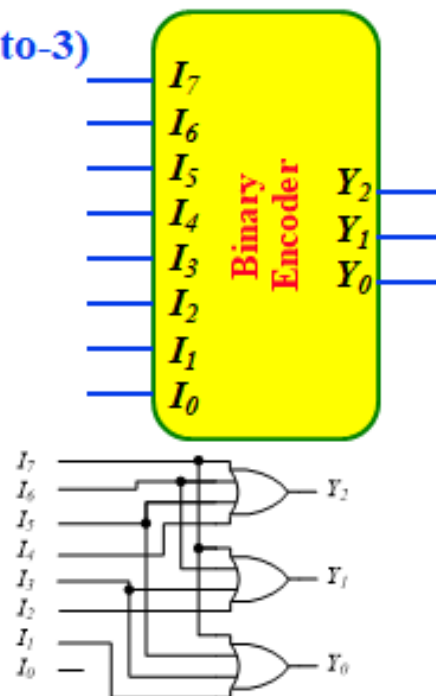 to-3)
I7
I6
I5
I4
I3
I2
I1
I0
Binary
Encoder
Y2
Y1
Y0
I7
I6
I5
I4
I3
I2
I1
I0
Y2
Y1
Y0